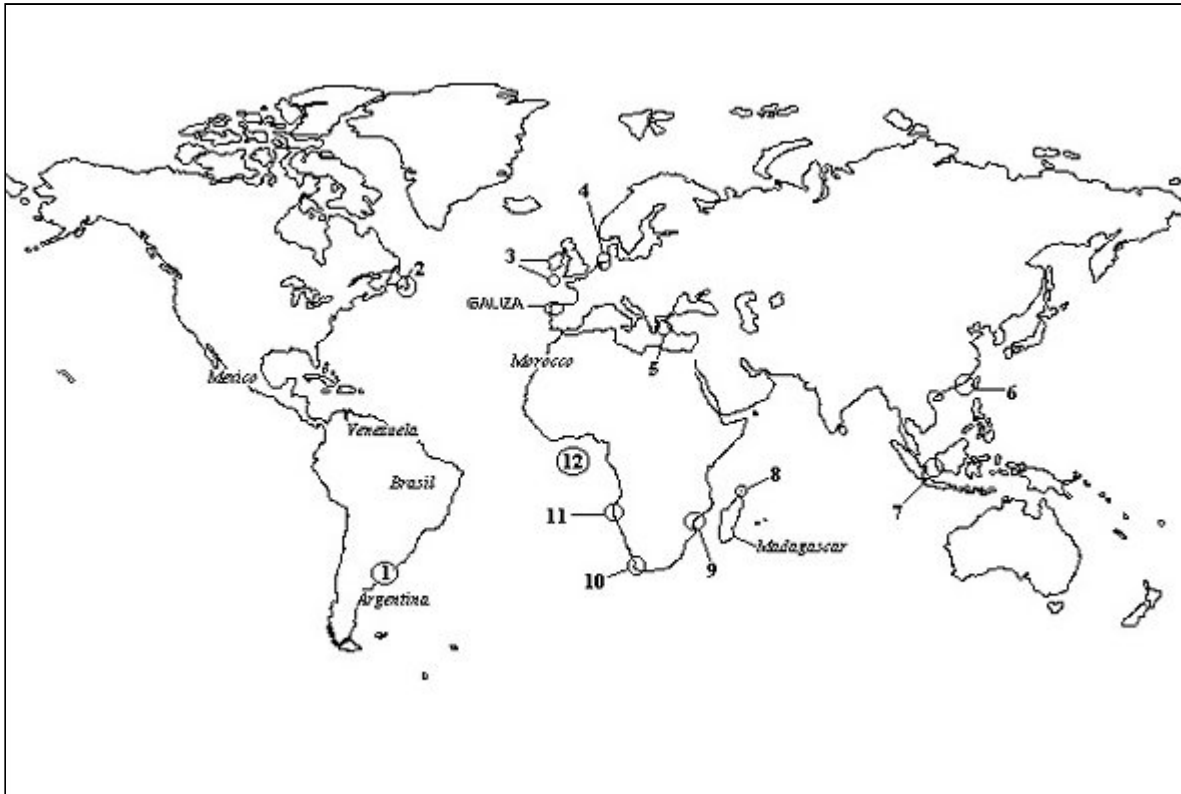 4
3
2
GALIZA
Morocco
5
Mexico
6
Venezuela
12
Brasil
8
7
11
Madagascar
9
1
10
Argentina